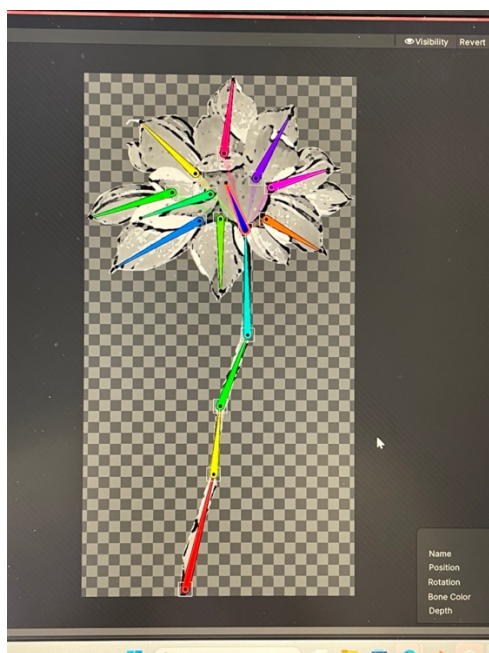 Visibility Revert
Name
Position
Rotation
Bone Color
Depth